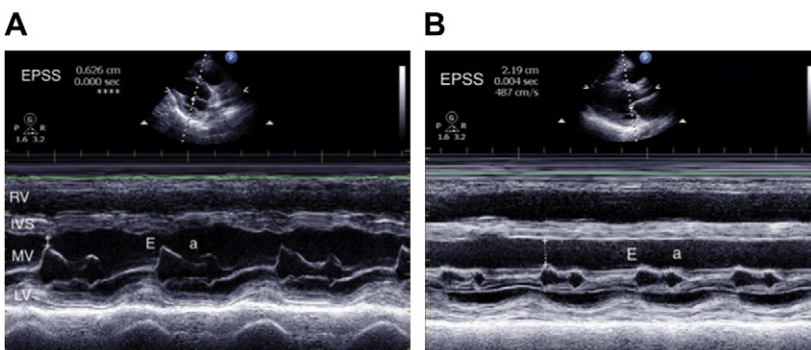 A
EPSS
0.626 cm
0.000 sec
****
P
G
P R
1.6 3.2
RV
IVS
MV
E a
LV
B
EPSS
2.19 cm
0.004 sec
487 cm/s
P
G
P R
1.6 3.2
E a